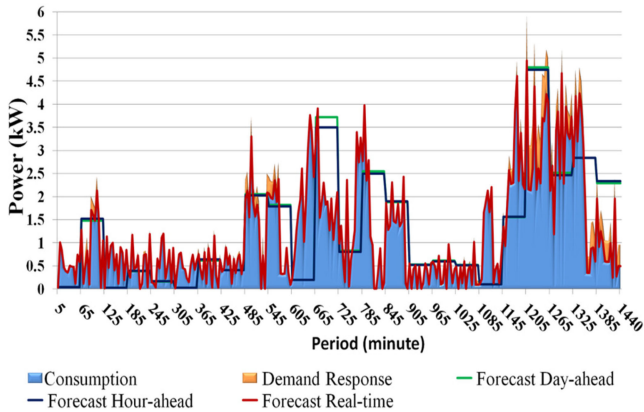 6
5.5
5
4.5
4
3.5
3
2.5
2
1.5
1
0.5
0
Power (kW)
5 65 125 185 245 305 365 425 485 545 605 665 725 785 845 905 965 1025 1085 1145 1205 1265 1325 1385 1440
Period (minute)
Consumption Demand Response Forecast Day-ahead
Forecast Hour-ahead Forecast Real-time